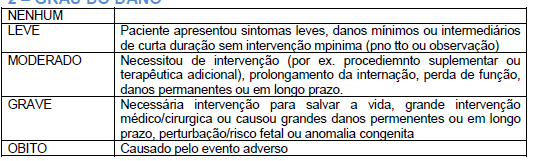 2 – GRAU DO DANO
NENHUM
LEVE Paciente apresentou sintomas leves, danos mínimos ou intermediários
de curta duração sem intervenção mpinima (pno tto ou observação)
MODERADO Necessitou de intervenção (por ex. procediemnto suplementar ou
terapêutica adicional), prolongamento da internação, perda de função,
danos permanentes ou em longo prazo.
GRAVE Necessária intervenção para salvar a vida, grande intervenção
médico/cirurgica ou causou grandes danos permenentes ou em longo
prazo, perturbação/risco fetal ou anomalia congenita
OBITO Causado pelo evento adverso